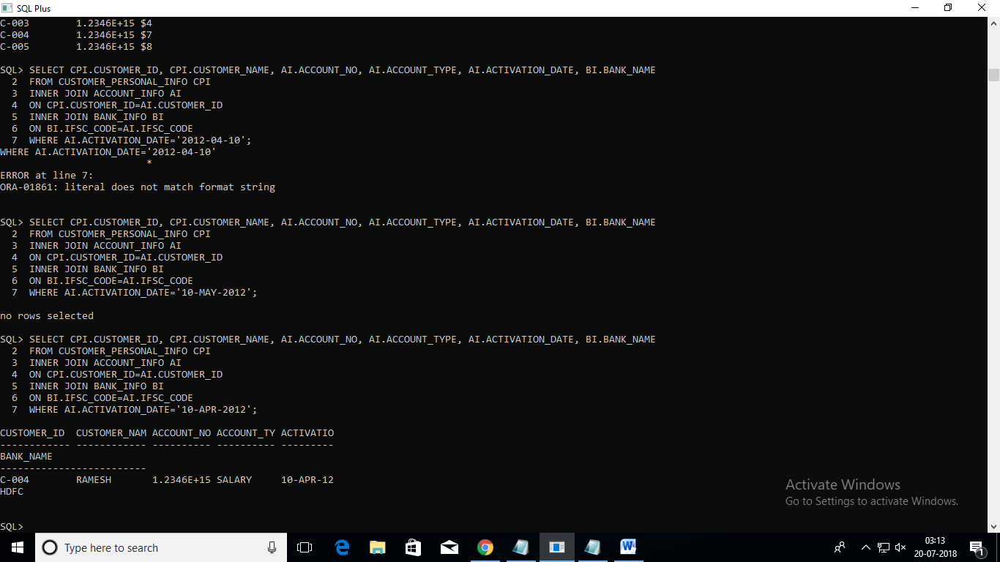 SQL Plus
C-003        1.2346E+15 $4
C-004        1.2346E+15 $7
C-005        1.2346E+15 $8
SQL> SELECT CPI.CUSTOMER_ID, CPI.CUSTOMER_NAME, AI.ACCOUNT_NO, AI.ACCOUNT_TYPE, AI.ACTIVATION_DATE, BI.BANK_NAME
  2  FROM CUSTOMER_PERSONAL_INFO CPI
  3  INNER JOIN ACCOUNT_INFO AI
  4  ON CPI.CUSTOMER_ID=AI.CUSTOMER_ID
  5  INNER JOIN BANK_INFO BI
  6  ON BI.IFSC_CODE=AI.IFSC_CODE
  7  WHERE AI.ACTIVATION_DATE='2012-04-10';
WHERE AI.ACTIVATION_DATE='2012-04-10'
                         *
ERROR at line 7:
ORA-01861: literal does not match format string
SQL> SELECT CPI.CUSTOMER_ID, CPI.CUSTOMER_NAME, AI.ACCOUNT_NO, AI.ACCOUNT_TYPE, AI.ACTIVATION_DATE, BI.BANK_NAME
  2  FROM CUSTOMER_PERSONAL_INFO CPI
  3  INNER JOIN ACCOUNT_INFO AI
  4  ON CPI.CUSTOMER_ID=AI.CUSTOMER_ID
  5  INNER JOIN BANK_INFO BI
  6  ON BI.IFSC_CODE=AI.IFSC_CODE
  7  WHERE AI.ACTIVATION_DATE='10-MAY-2012';
no rows selected
SQL> SELECT CPI.CUSTOMER_ID, CPI.CUSTOMER_NAME, AI.ACCOUNT_NO, AI.ACCOUNT_TYPE, AI.ACTIVATION_DATE, BI.BANK_NAME
  2  FROM CUSTOMER_PERSONAL_INFO CPI
  3  INNER JOIN ACCOUNT_INFO AI
  4  ON CPI.CUSTOMER_ID=AI.CUSTOMER_ID
  5  INNER JOIN BANK_INFO BI
  6  ON BI.IFSC_CODE=AI.IFSC_CODE
  7  WHERE AI.ACTIVATION_DATE='10-APR-2012';
CUSTOMER_ID  CUSTOMER_NAM ACCOUNT_NO ACCOUNT_TY ACTIVATIO
------------ ------------ ---------- ---------- ---------
BANK_NAME
-------------------------
C-004        RAMESH       1.2346E+15 SALARY     10-APR-12
HDFC
SQL>
Activate Windows
Go to Settings to activate Windows.
Type here to search
03:13
20-07-2018
1